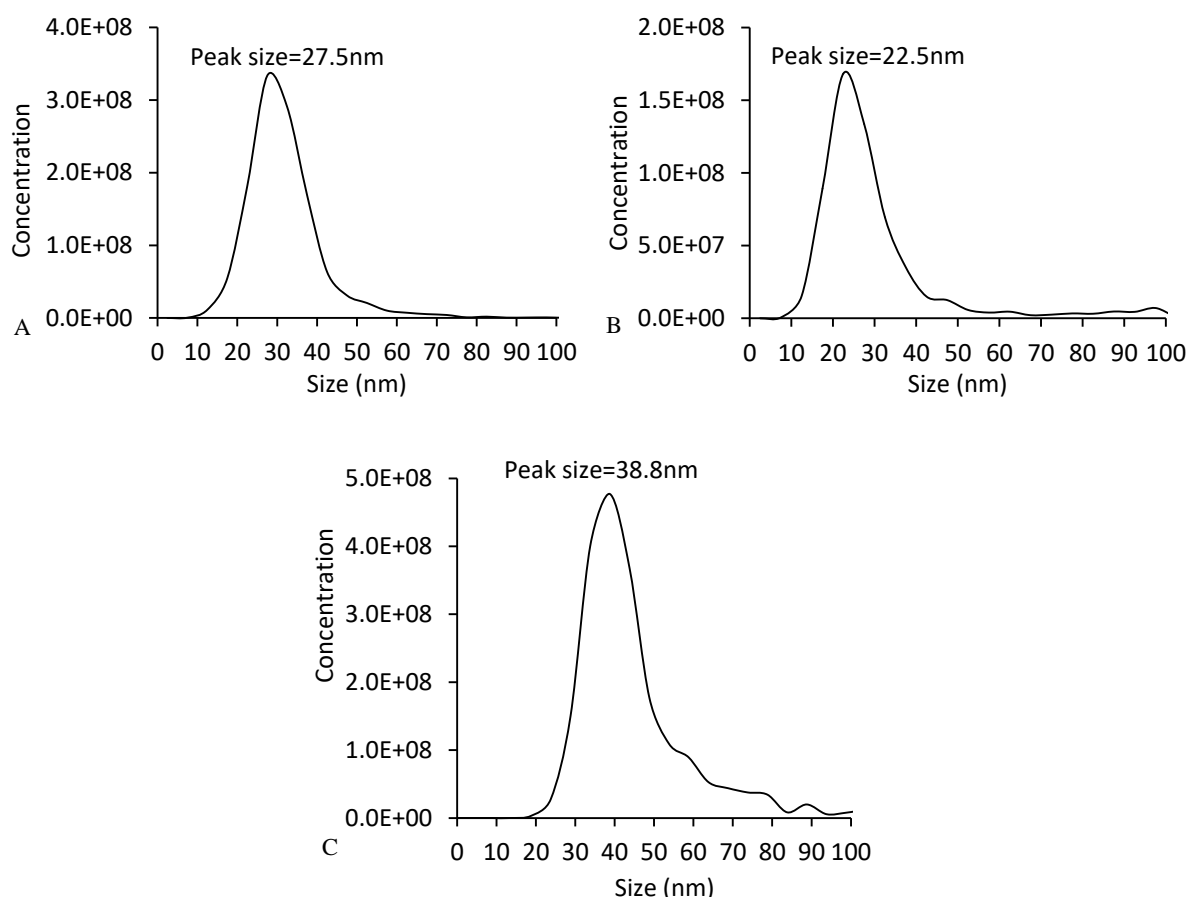 Peak size=27.5nm
Concentration
4.0E+08
3.0E+08
2.0E+08
1.0E+08
0.0E+00
0 10 20 30 40 50 60 70 80 90 100
Size (nm)
A
Peak size=22.5nm
Concentration
2.0E+08
1.5E+08
1.0E+08
5.0E+07
0.0E+00
0 10 20 30 40 50 60 70 80 90 100
Size (nm)
B
Peak size=38.8nm
Concentration
5.0E+08
4.0E+08
3.0E+08
2.0E+08
1.0E+08
0.0E+00
0 10 20 30 40 50 60 70 80 90 100
Size (nm)
C